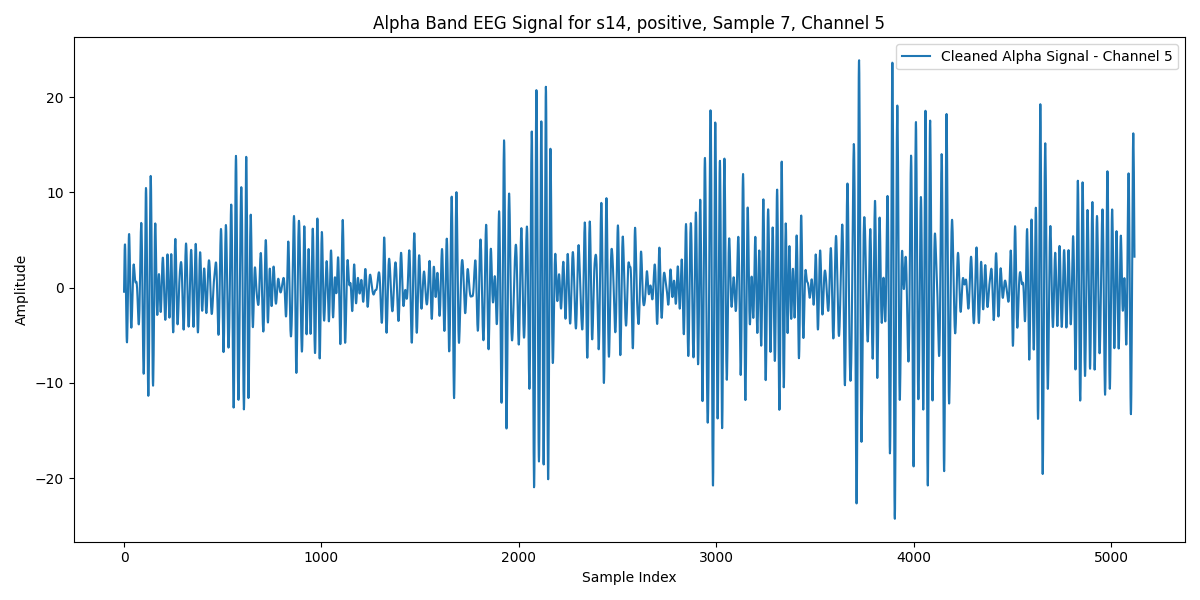 Alpha Band EEG Signal for s14, positive, Sample 7, Channel 5
Cleaned Alpha Signal - Channel 5
20
10
0
−10
−20
Amplitude
0 1000 2000 3000 4000 5000
Sample Index